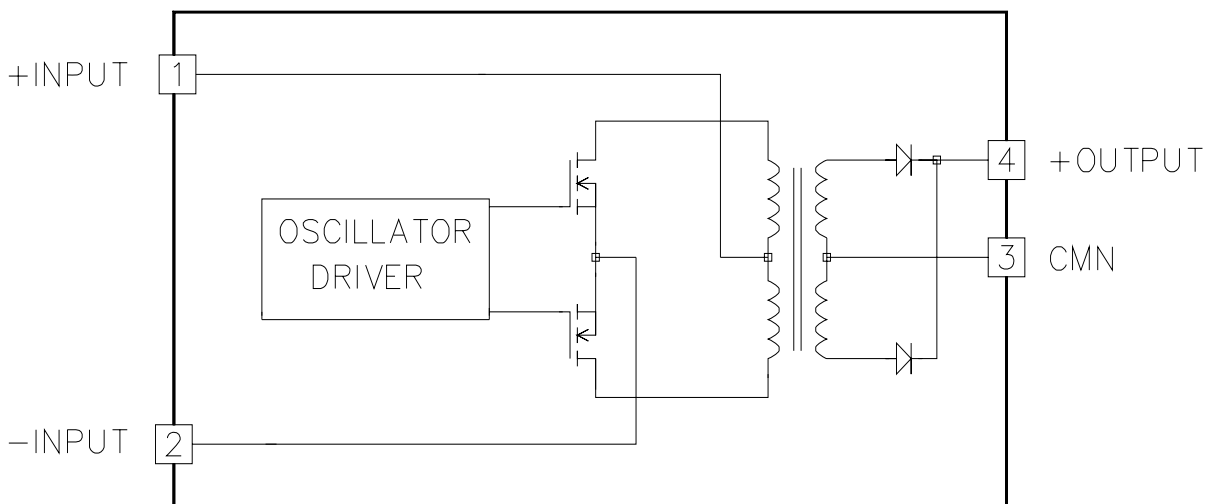 +INPUT 1
OSCILLATOR
DRIVER
4 +OUTPUT
3 CMN
-INPUT 2